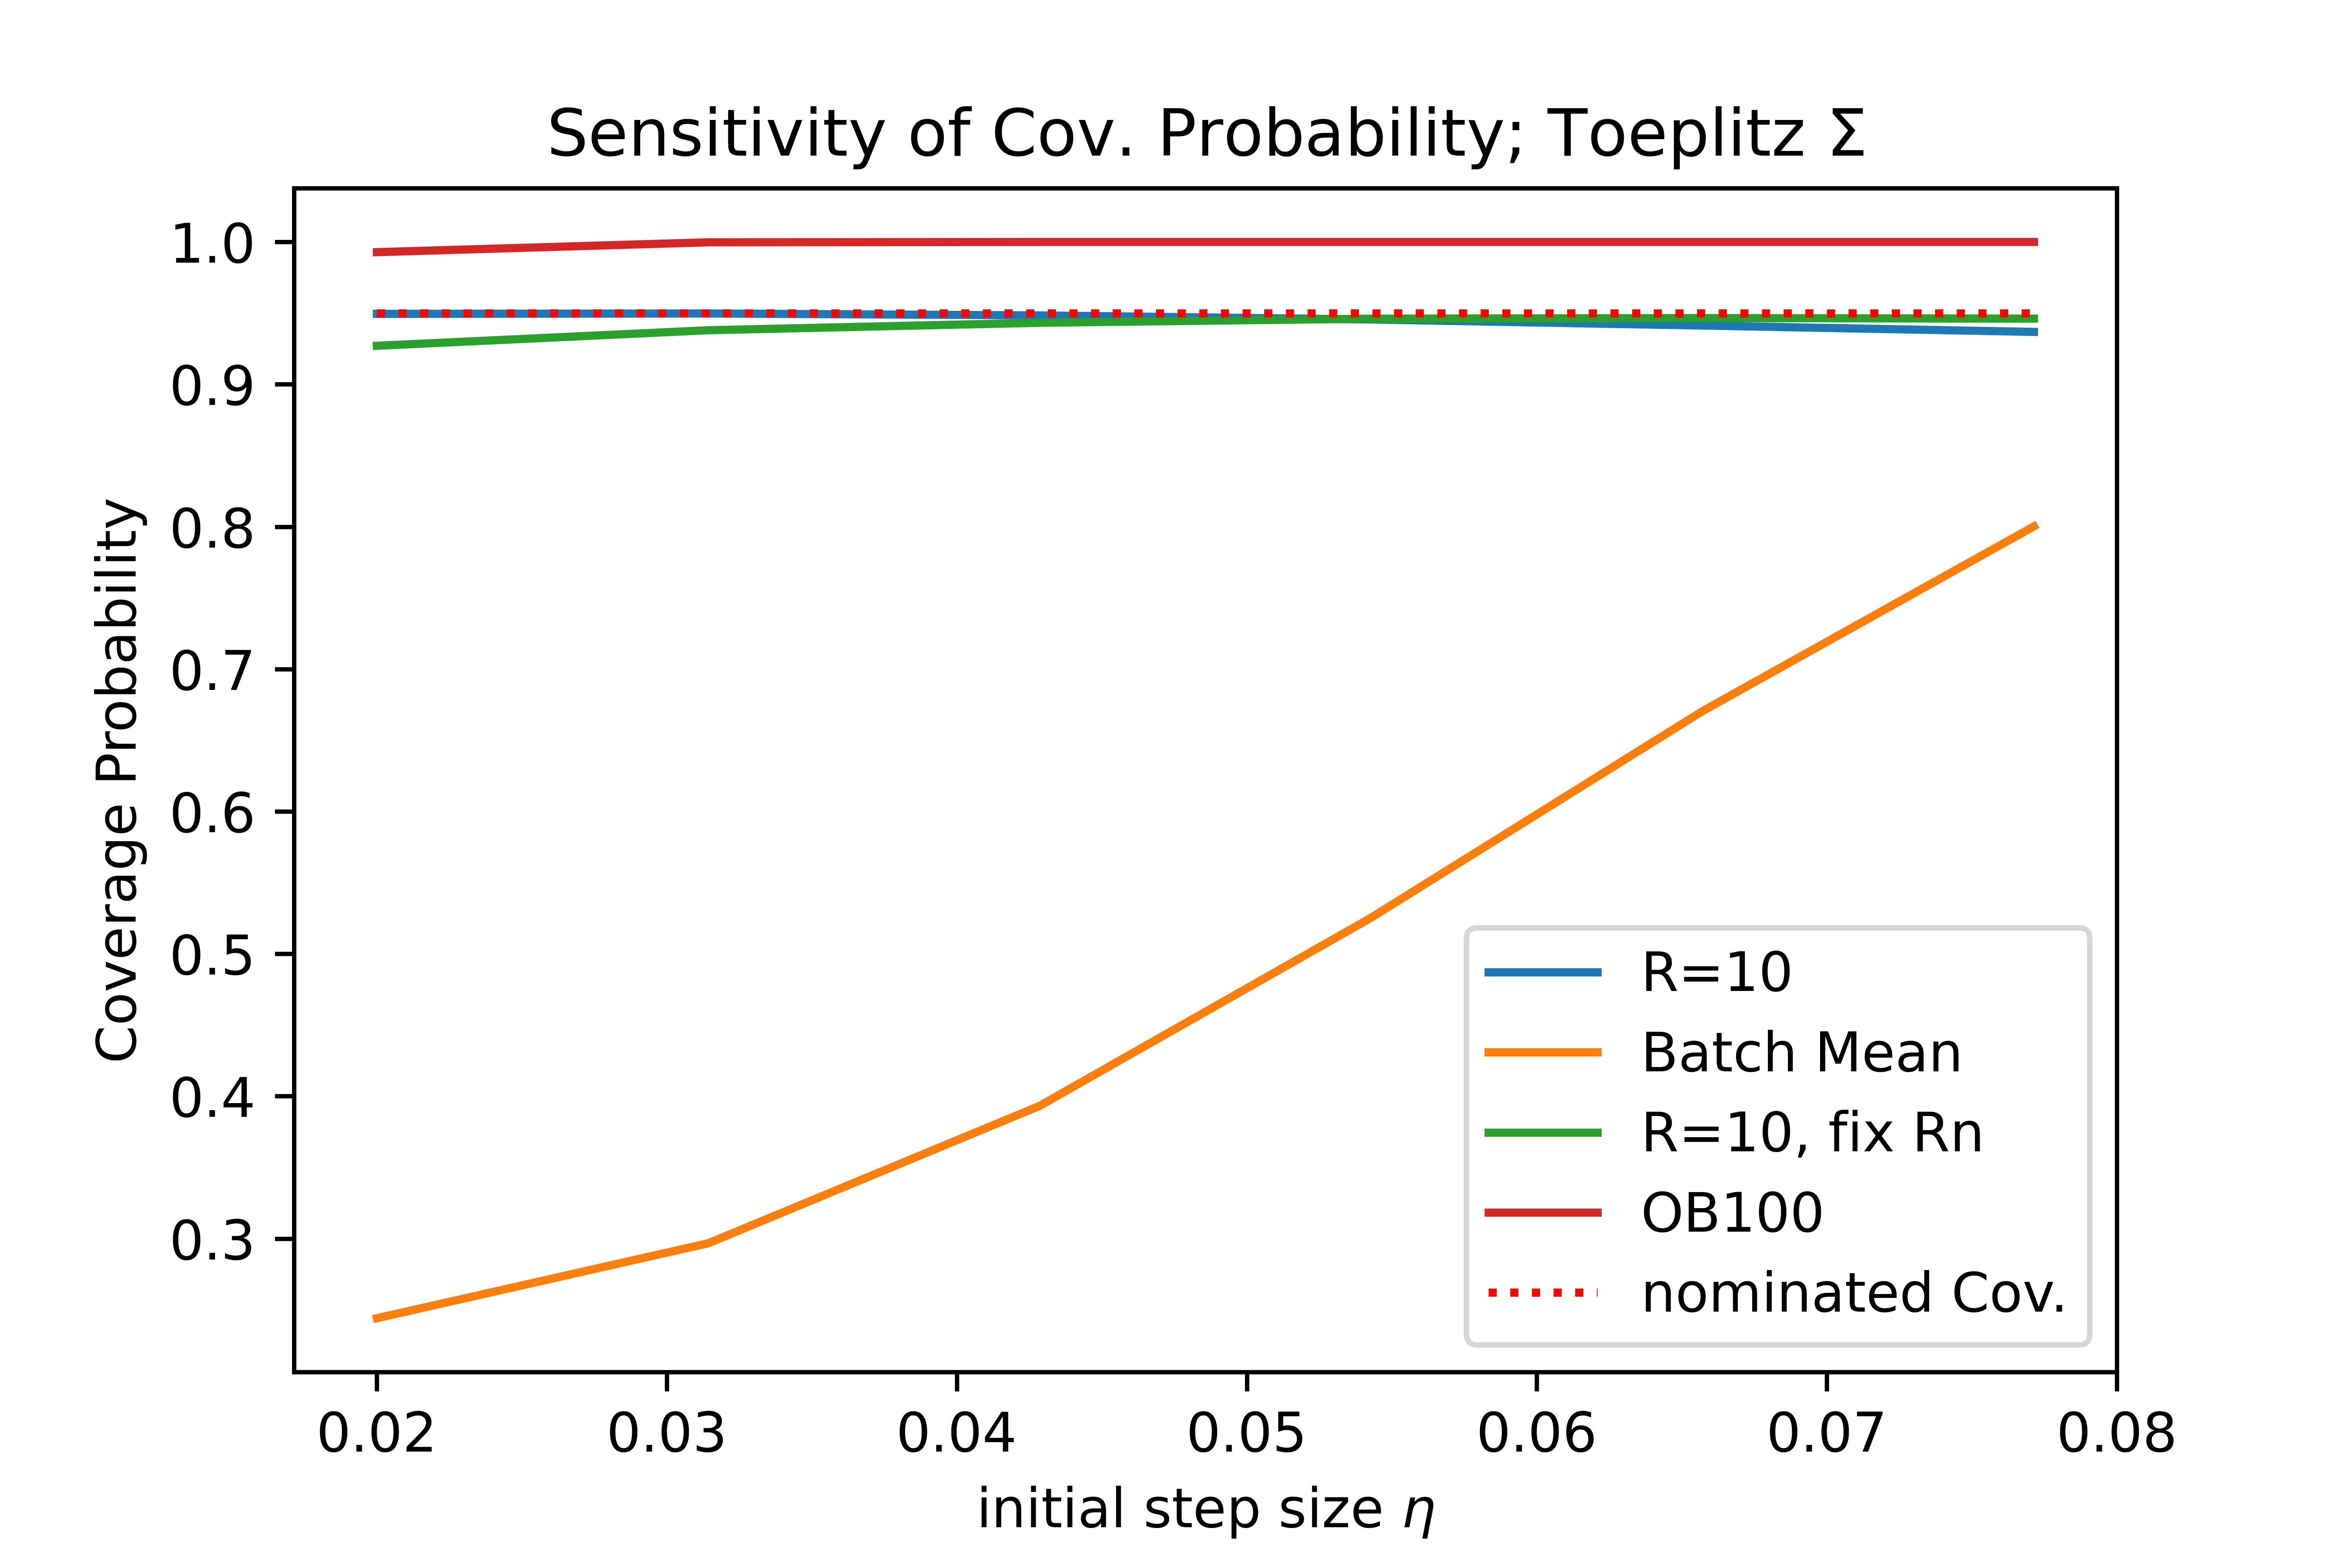 Sensitivity of Cov. Probability; Toeplitz Σ
Coverage Probability
1.0
0.9
0.8
0.7
0.6
0.5
0.4
0.3
R=10
Batch Mean
R=10, fix Rn
OB100
nominated Cov.
0.02 0.03 0.04 0.05 0.06 0.07 0.08
initial step size η